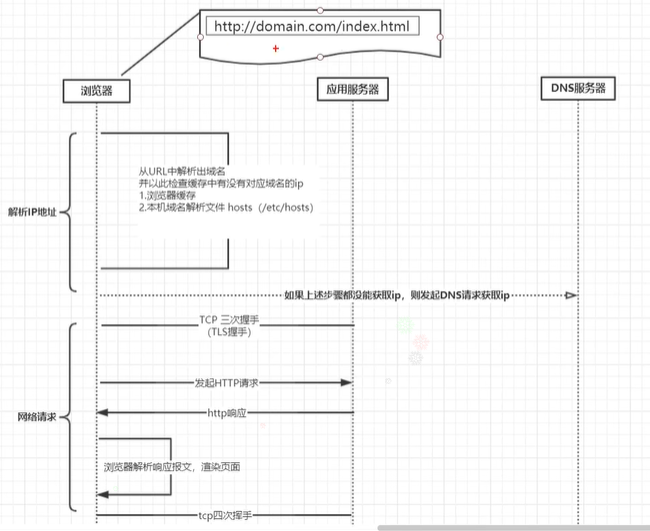 http://domain.com/index.html
浏览器
应用服务器
DNS服务器
从URL中解析出域名
并以此检查缓存中有没有对应域名的ip
1.浏览器缓存
2.本机域名解析文件 hosts（/etc/hosts）
解析IP地址
如果上述步骤都没能获取ip，则发起DNS请求获取ip
TCP 三次握手
（TLS握手）
发起HTTP请求
http响应
网络请求
浏览器解析响应报文，渲染页面
tcp四次挥手